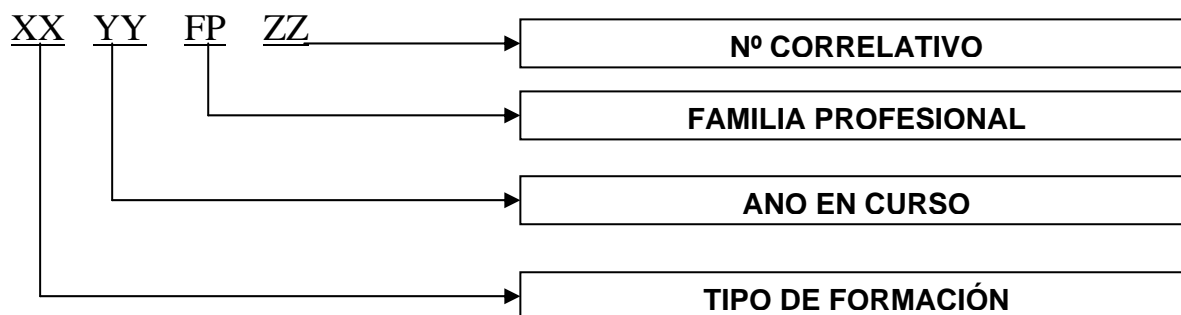 XX YY FP ZZ
Nº CORRELATIVO
FAMILIA PROFESIONAL
ANO EN CURSO
TIPO DE FORMACIÓN